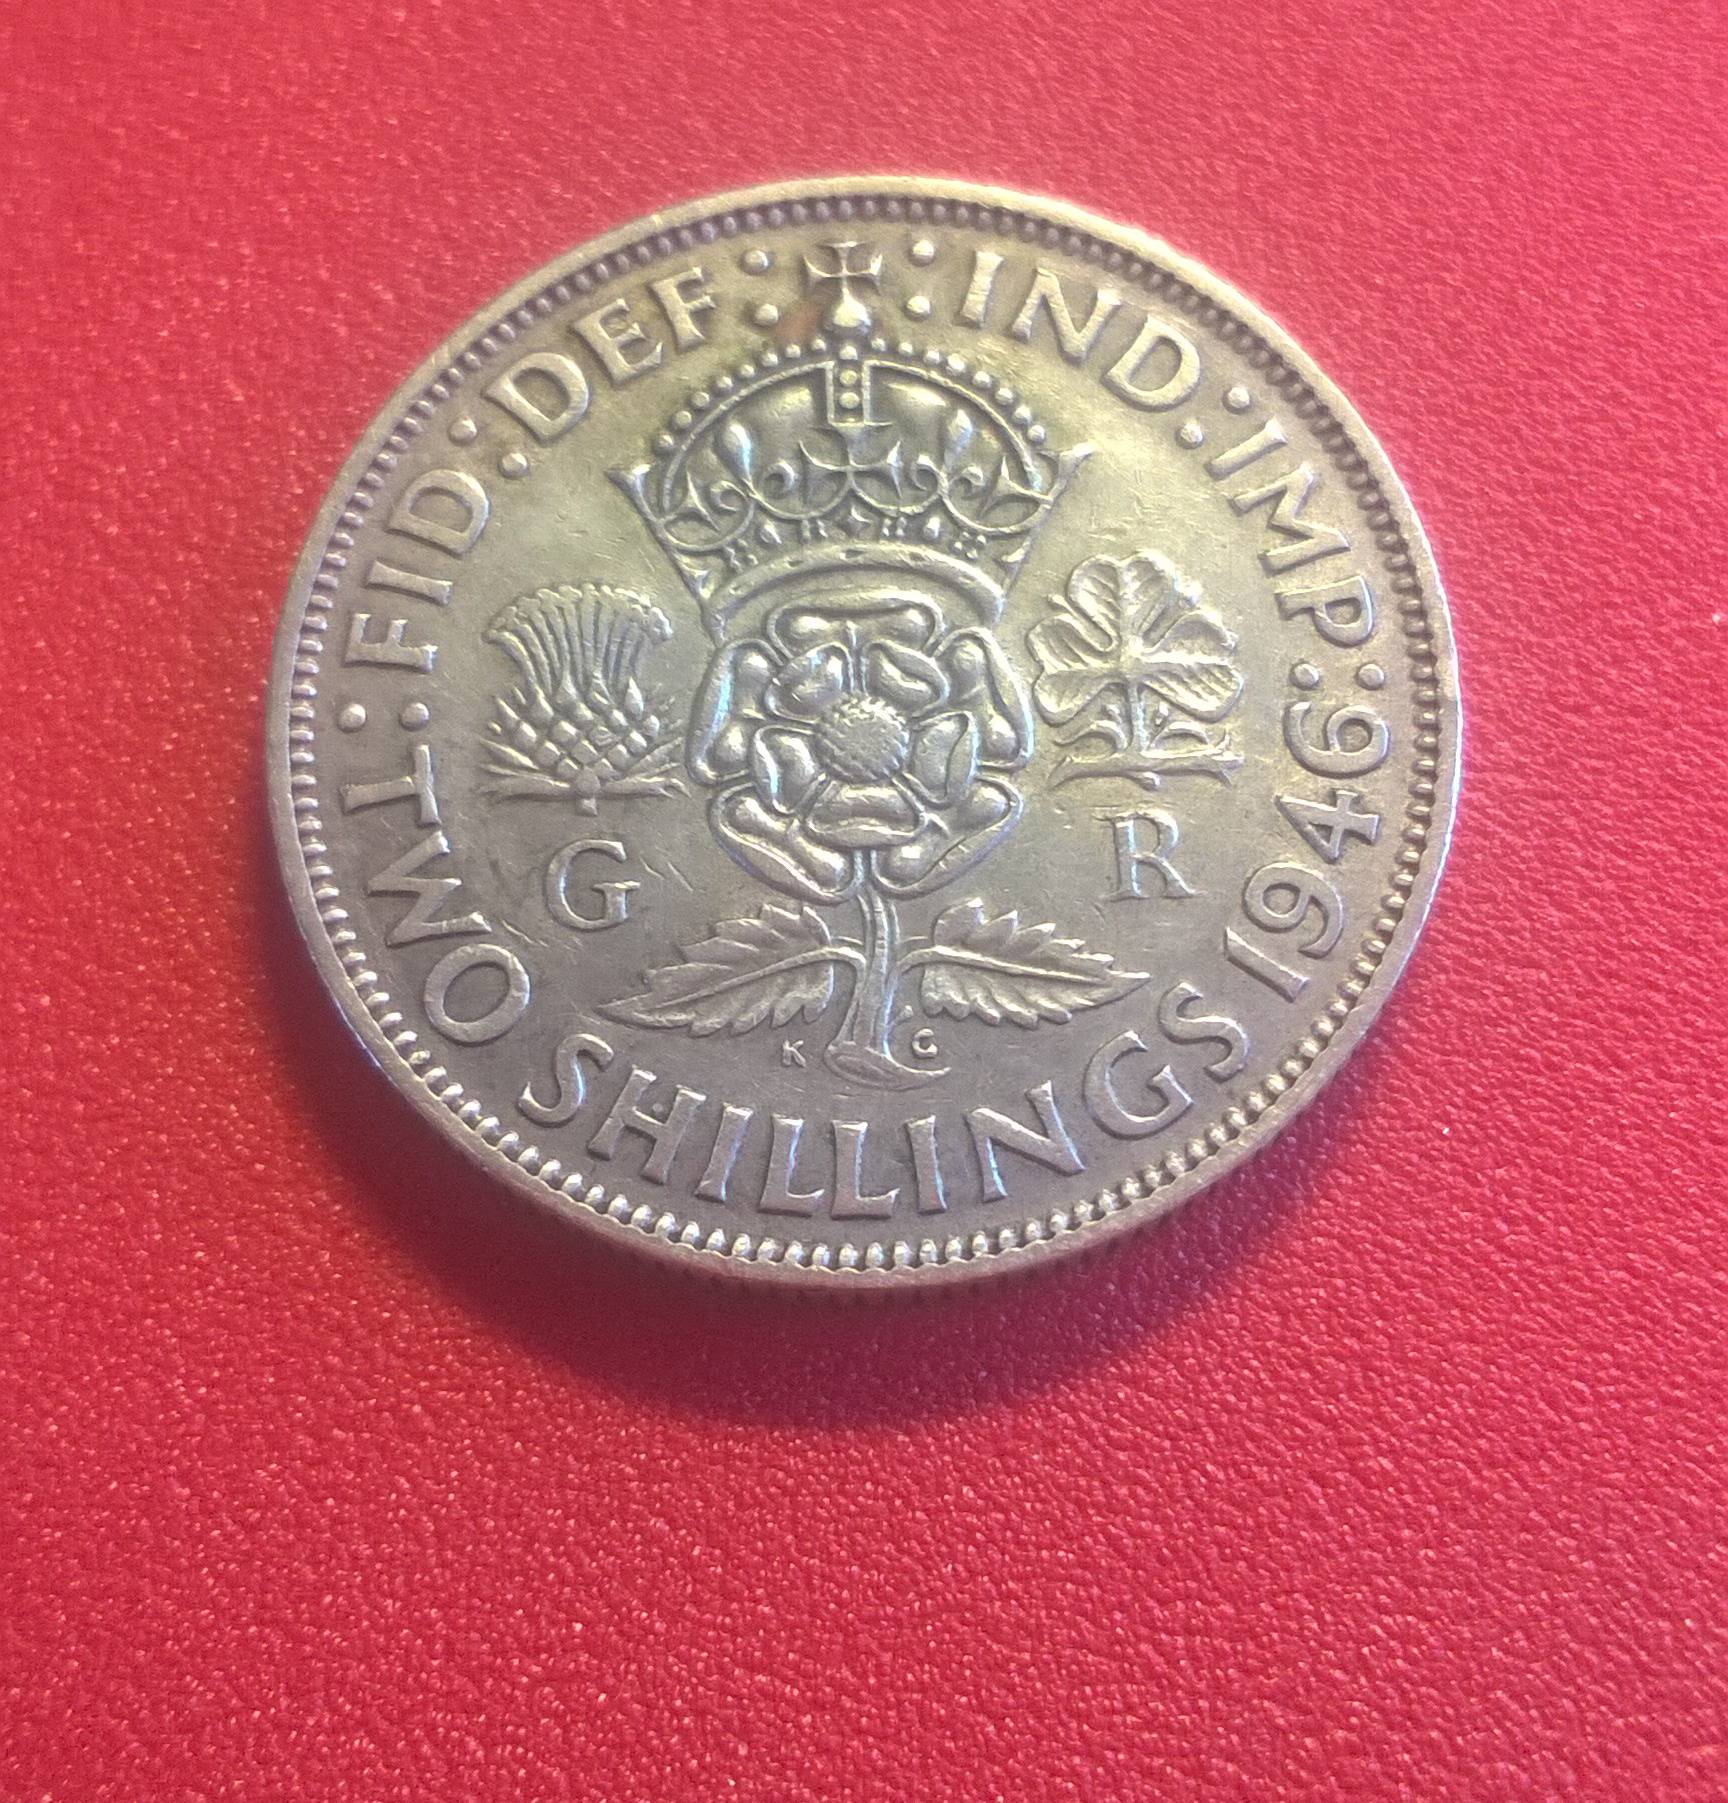 FID:DEF: :IND:IMP:
TWO SHILLINGS 1946
G R
K G